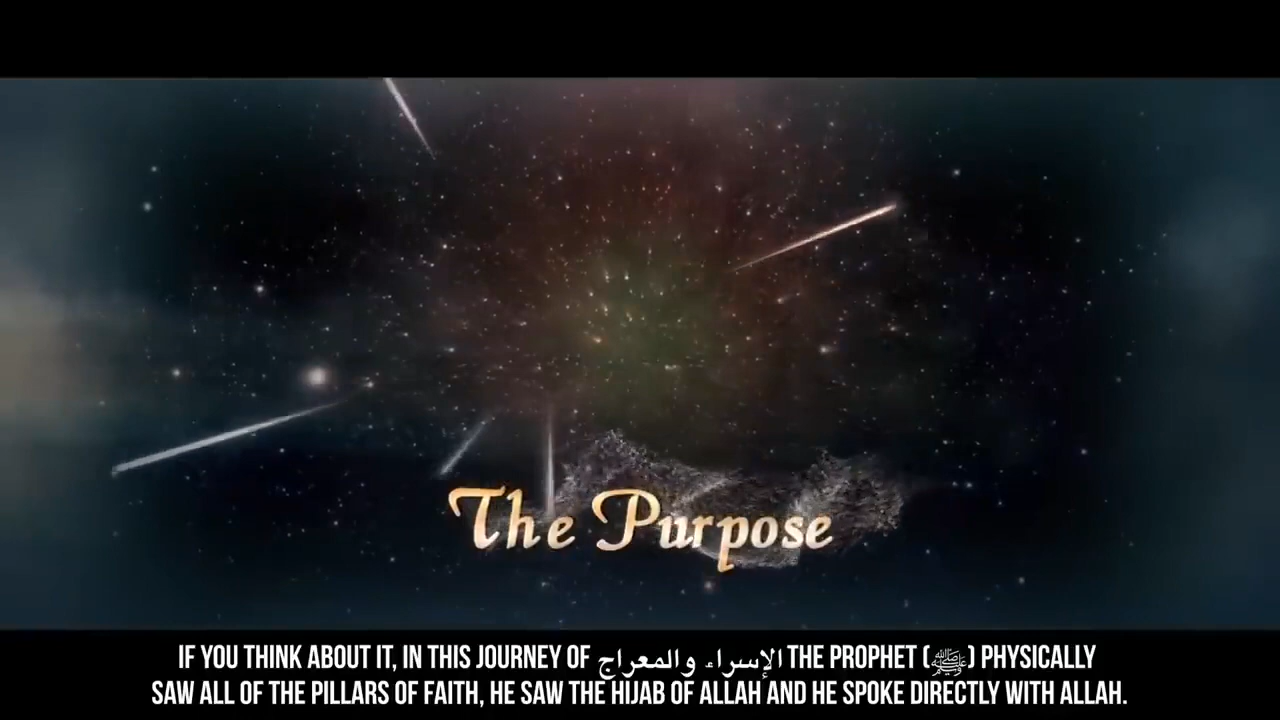 The Purpose
IF YOU THINK ABOUT IT, IN THIS JOURNEY OF الإسراء والمعراج THE PROPHET (ﷺ) PHYSICALLY
SAW ALL OF THE PILLARS OF FAITH, HE SAW THE HIJAB OF ALLAH AND HE SPOKE DIRECTLY WITH ALLAH.